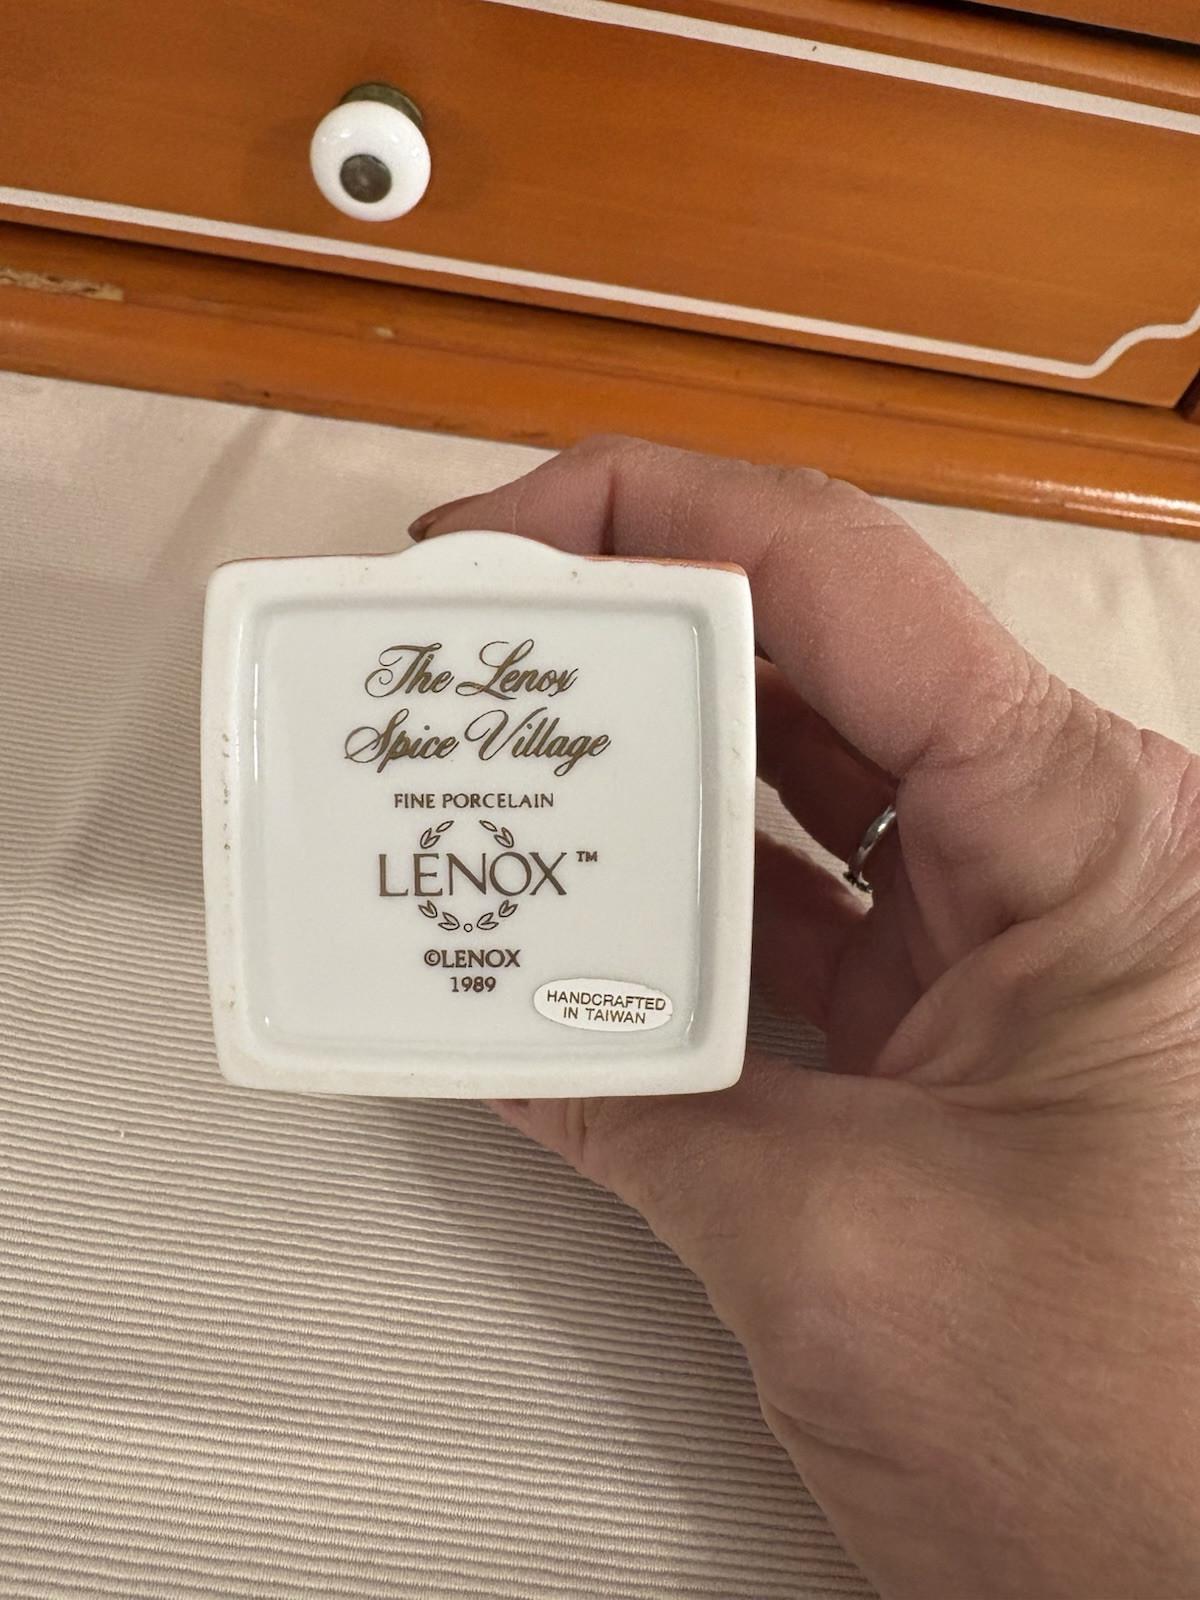 The Lenox
Spice Village
FINE PORCELAIN
LENOX™
©LENOX
1989
HANDCRAFTED
IN TAIWAN